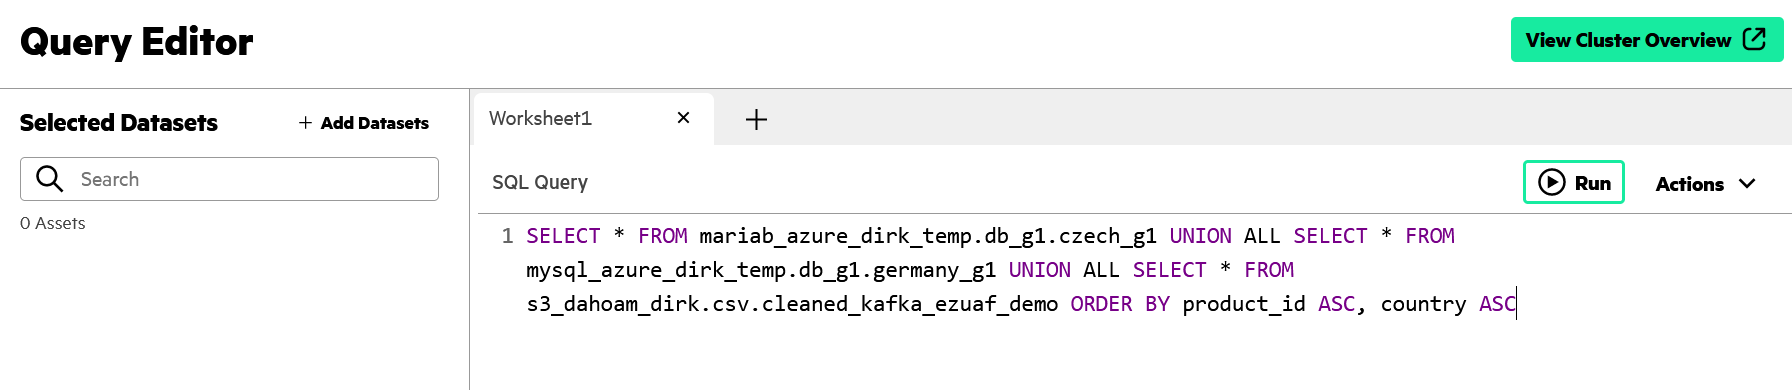 Query Editor
View Cluster Overview
Selected Datasets
+ Add Datasets
Search
0 Assets
Worksheet1
SQL Query
Run
Actions
1 SELECT * FROM mariab_azure_dirk_temp.db_g1.czech_g1 UNION ALL SELECT * FROM
mysql_azure_dirk_temp.db_g1.germany_g1 UNION ALL SELECT * FROM
s3_dahoam_dirk.csv.cleaned_kafka_ezuaf_demo ORDER BY product_id ASC, country ASC